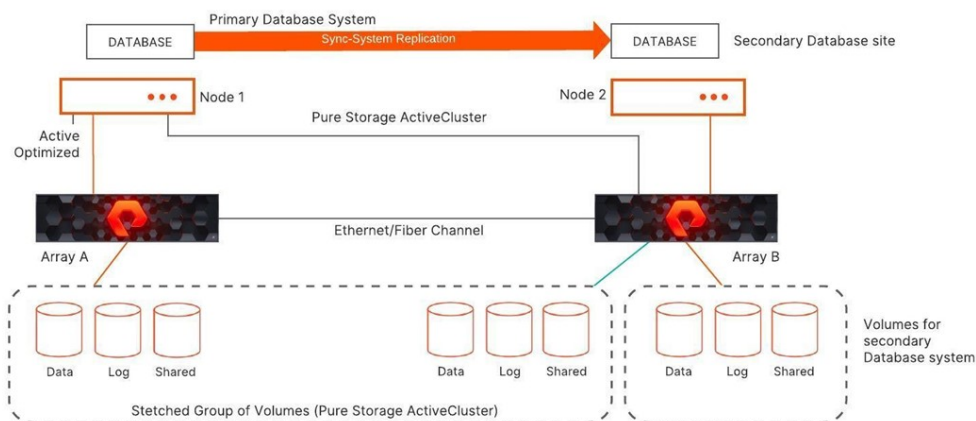 Primary Database System
DATABASE
Sync-System Replication
DATABASE
Secondary Database site
Node 1
Node 2
Pure Storage ActiveCluster
Active
Optimized
Ethernet/Fiber Channel
Array A
Array B
Data
Log
Shared
Data
Log
Shared
Data
Log
Shared
Volumes for
secondary
Database system
Stetched Group of Volumes (Pure Storage ActiveCluster)